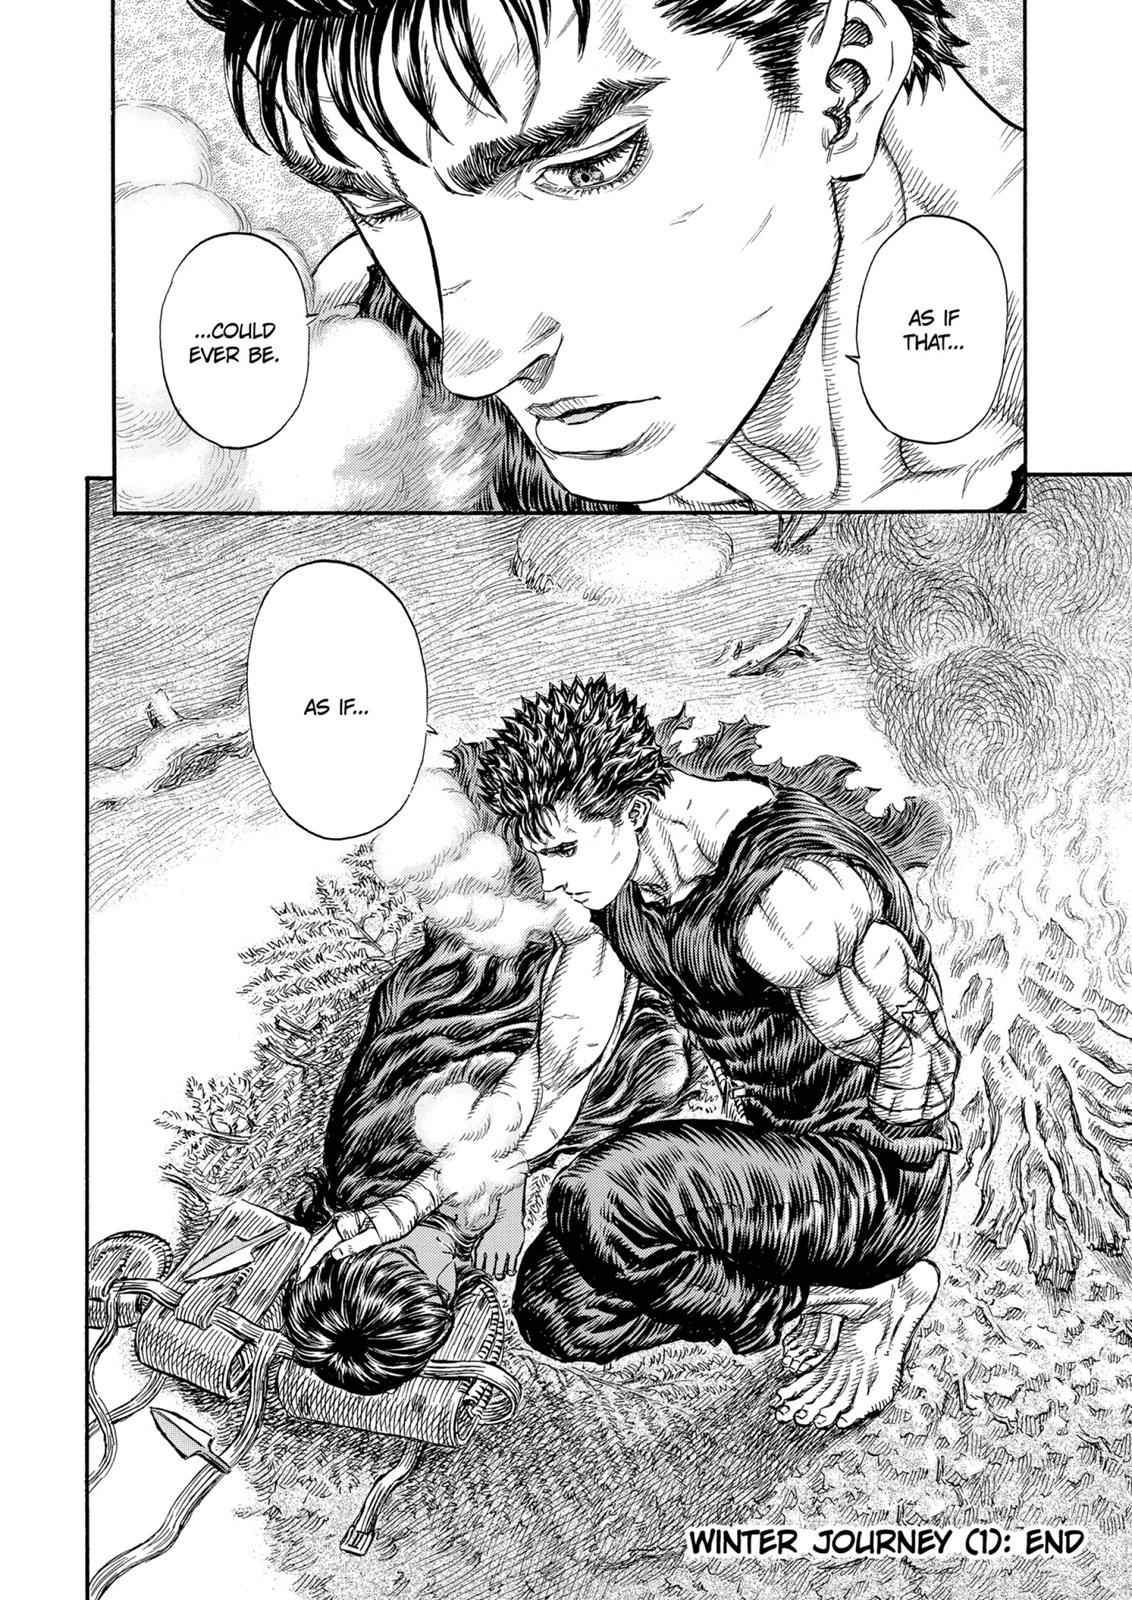 AS IF
THAT...
...COULD
EVER BE.
AS IF...
WINTER JOURNEY (1): END